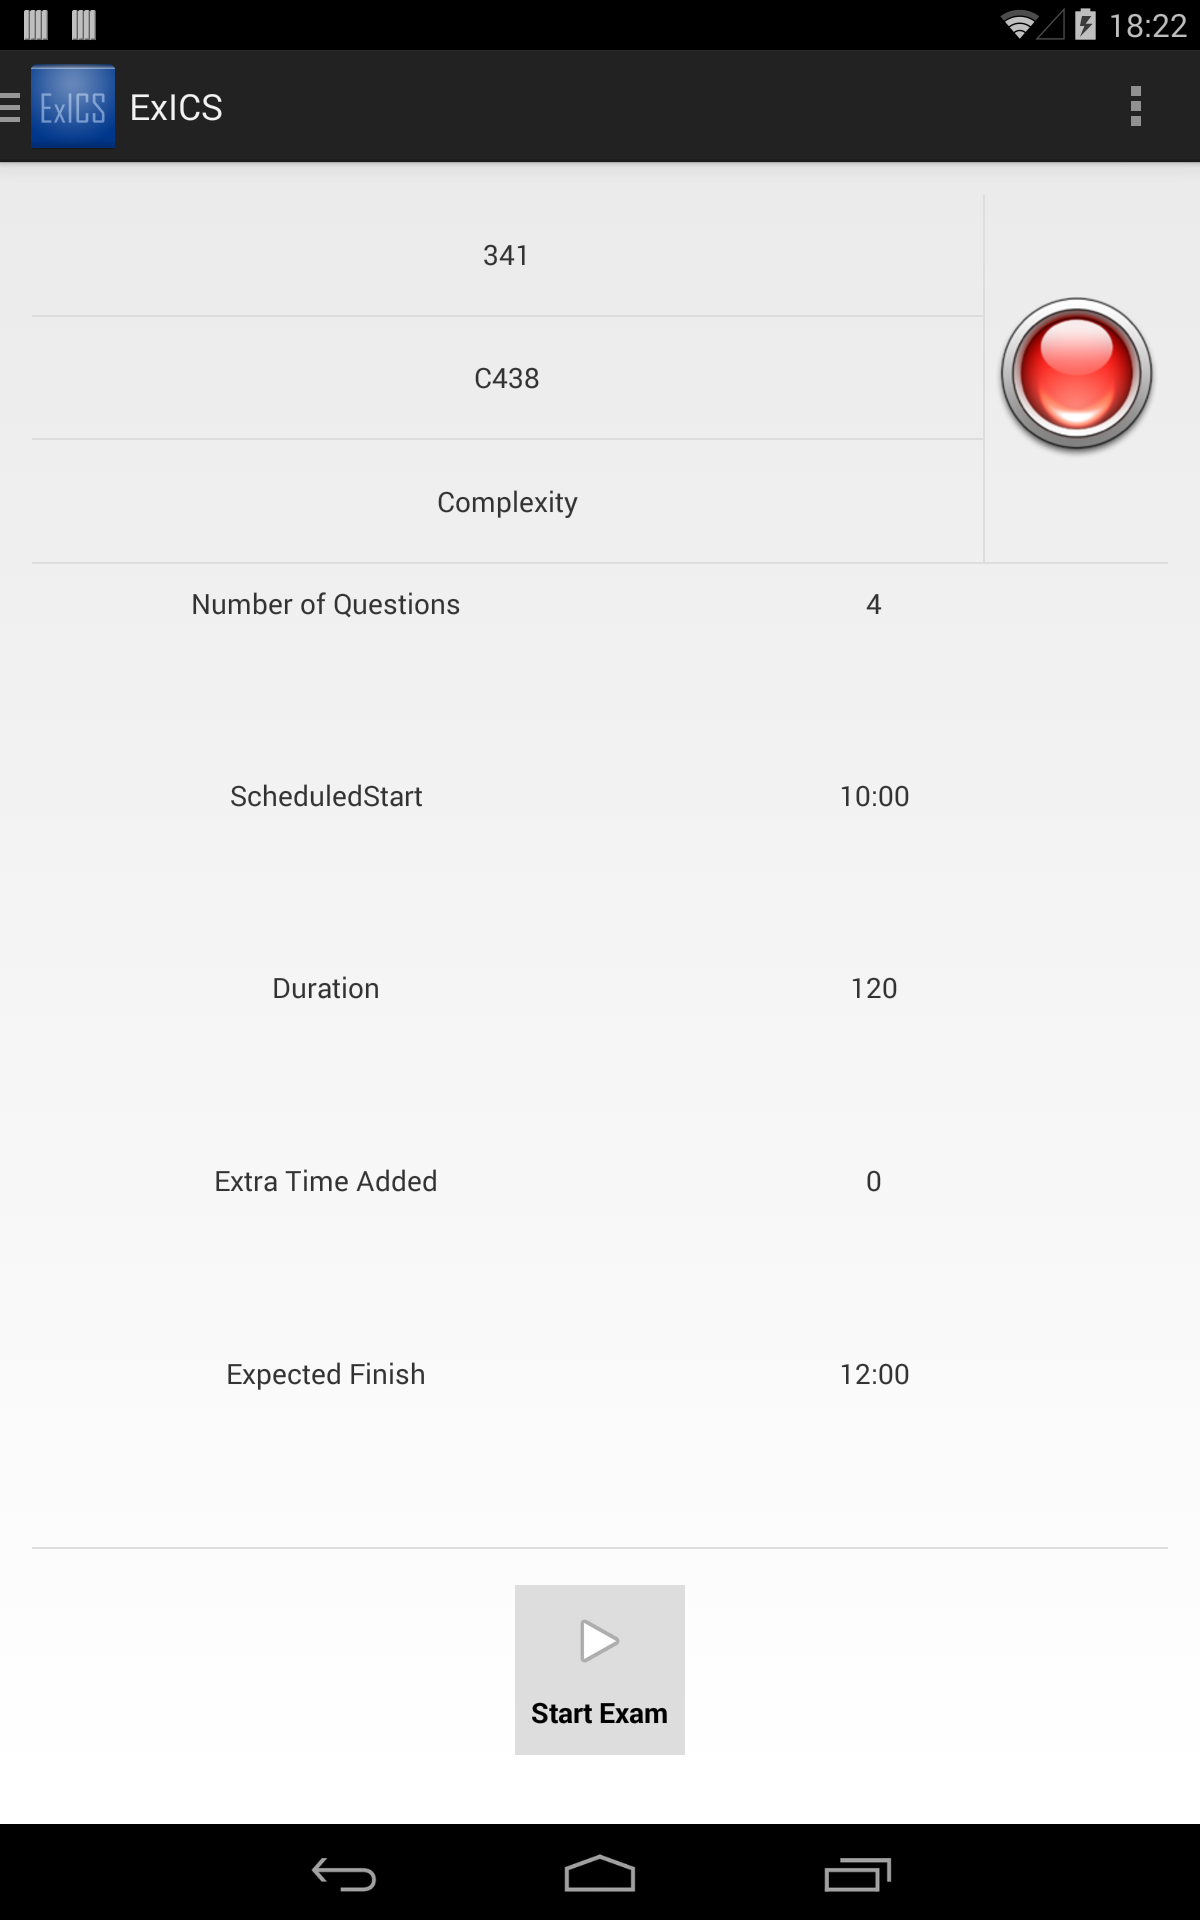 18:22
ExICS ExICS
341
C438
Complexity
Number of Questions 4
ScheduledStart 10:00
Duration 120
Extra Time Added 0
Expected Finish 12:00
Start Exam